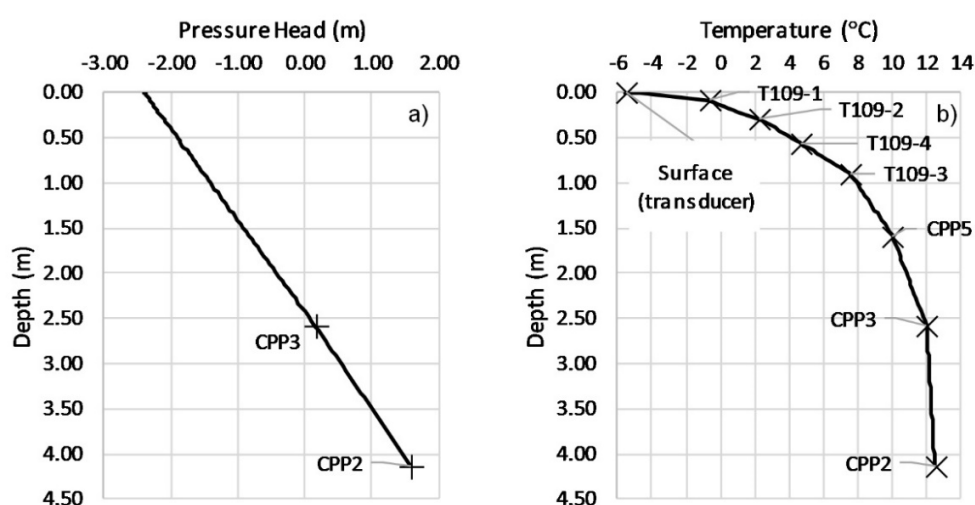 Pressure Head (m)
-3.00 -2.00 -1.00 0.00 1.00 2.00
0.00
0.50
1.00
1.50
2.00
2.50
3.00
3.50
4.00
4.50
Depth (m)
a)
CPP3
CPP2
Temperature (°C)
-6 -4 -2 0 2 4 6 8 10 12 14
0.00
0.50
1.00
1.50
2.00
2.50
3.00
3.50
4.00
4.50
Depth (m)
b)
T109-1
T109-2
T109-4
T109-3
Surface
(transducer)
CPP5
CPP3
CPP2